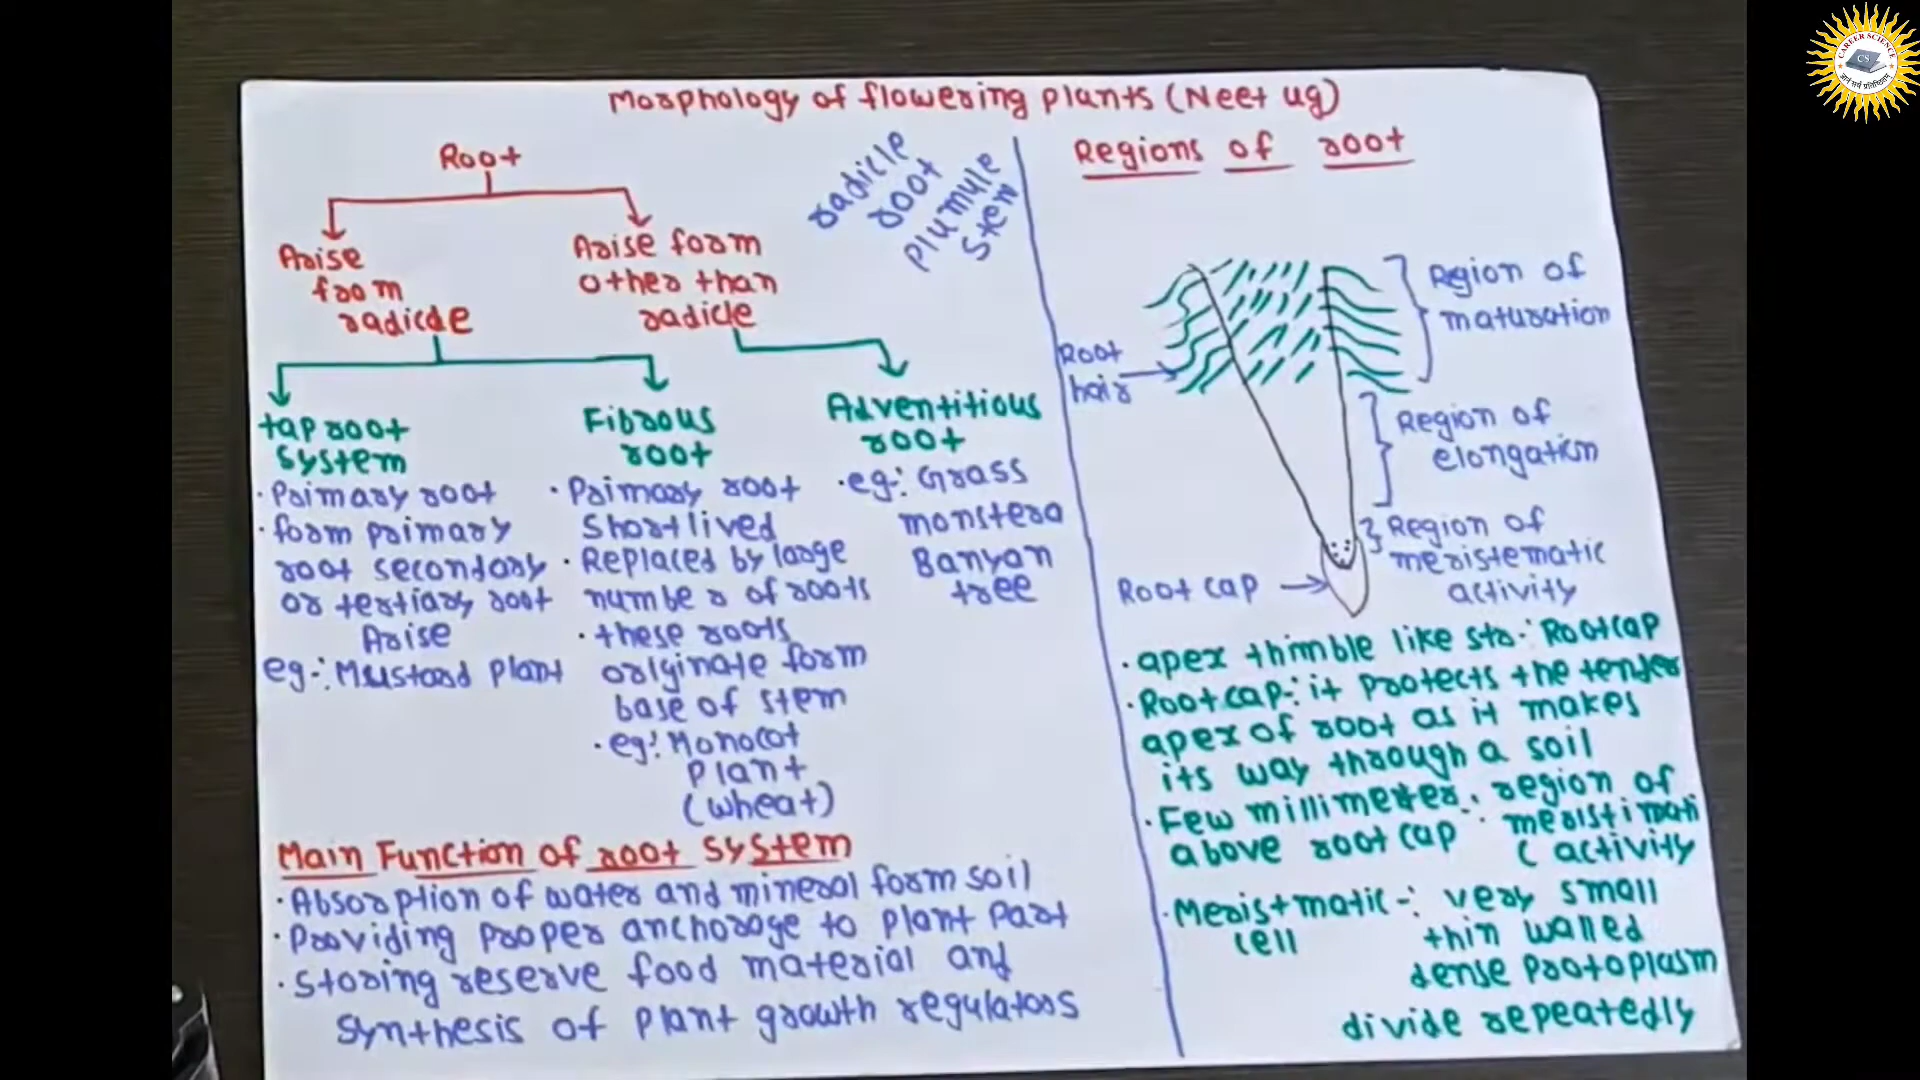 Morphology of flowering plants (Neet ug)
Root
Arise
from
radicle
Arise form
other than
radicle
radicle
root
Plumule
Stem
tap root
system
• Primary root
• form primary
root secondary
or tertiary root
Arise
eg-: Mustard plant
Fibrous
root
• Primary root
Short lived
• Replaced by large
number of roots
• these roots
originate form
base of stem
• eg: Monocot
plant
(wheat)
Adventitious
root
• eg: Grass
monstera
Banyan
tree
Main Function of root system
• Absorption of water and mineral form soil
• Providing proper anchorage to plant Part
• Storing reserve food material and
synthesis of plant growth regulators
Regions of root
Region of
maturation
Root
hair
Region of
elongation
Region of
meristematic
activity
Root cap
• apex thimble like str-: Rootcap
• Root cap-: it protects the tender
apex of root as it makes
its way through a soil
• Few millimeter : region of
above root cap meristimati
c activity
• Meristmatic -: very small
cell thin walled
dense protoplasm
divide repeatedly
CAREER SCIENCE
CS